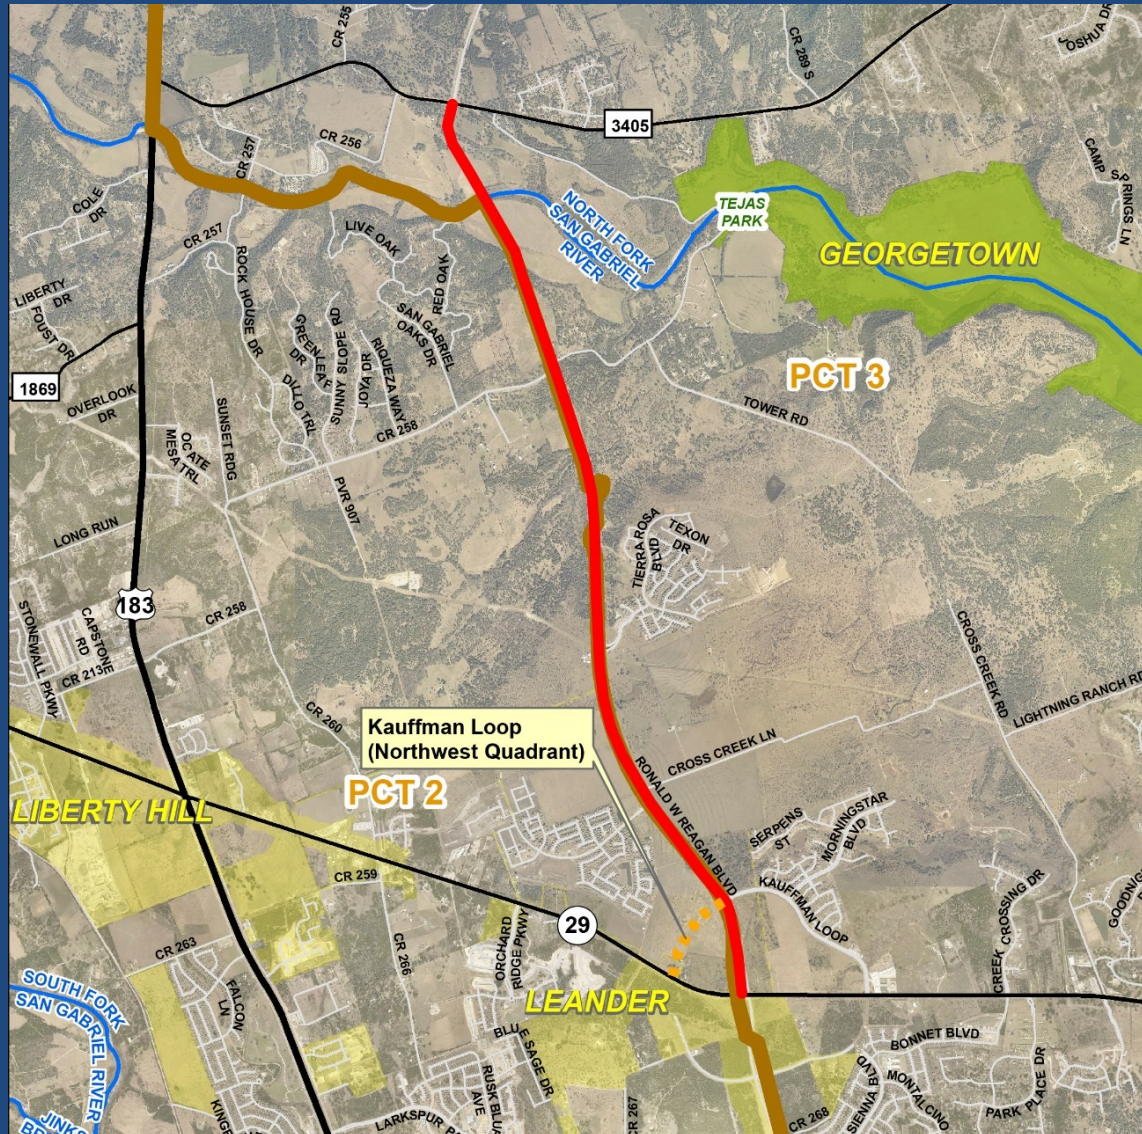 CR 255
CR 289 S
JOSHUA DR
3405
CR 256
CR 257
CAMP SPRINGS LN
COLE
DR
TEJAS
PARK
NORTH FORK
SAN GABRIEL
RIVER
LIVE OAK
CR 257
GEORGETOWN
ROCK HOUSE DR
RED OAK
LIBERTY
DR
FOUST DR
SAN GABRIEL
OAKS DR
GREENLEAF
DR
SUNNY SLOPE RD
JOYA DR
RIQUEZA WAY
1869
PCT 3
OVERLOOK
DR
DILLO TRL
SUNSET RDG
TOWER RD
OCATE
MESA TRL
CR 258
PVR 907
LONG RUN
TIERRA ROSA
BLVD
TEXON
DR
183
CR 258
STONEWALL PKWY
CAPSTONE
RD
CR 213
CROSS CREEK RD
LIGHTNING RANCH RD
CR 260
Kauffman Loop
(Northwest Quadrant)
CROSS CREEK LN
RONALD W REAGAN BLVD
PCT 2
LIBERTY HILL
SERPENS
ST
MORNINGSTAR
BLVD
CR 259
KAUFFMAN LOOP
CREEK CROSSING DR
29
ORCHARD
RIDGE PKWY
CR 263
CR 266
FALCON
LN
LEANDER
SOUTH FORK
SAN GABRIEL RIVER
BLUE SAGE DR
BONNET BLVD
RUSK BLUFF
AVE
SIENNA BLVD
MONTALCINO
PARK PLACE DR
CR 267
CR 268
LARKSPUR